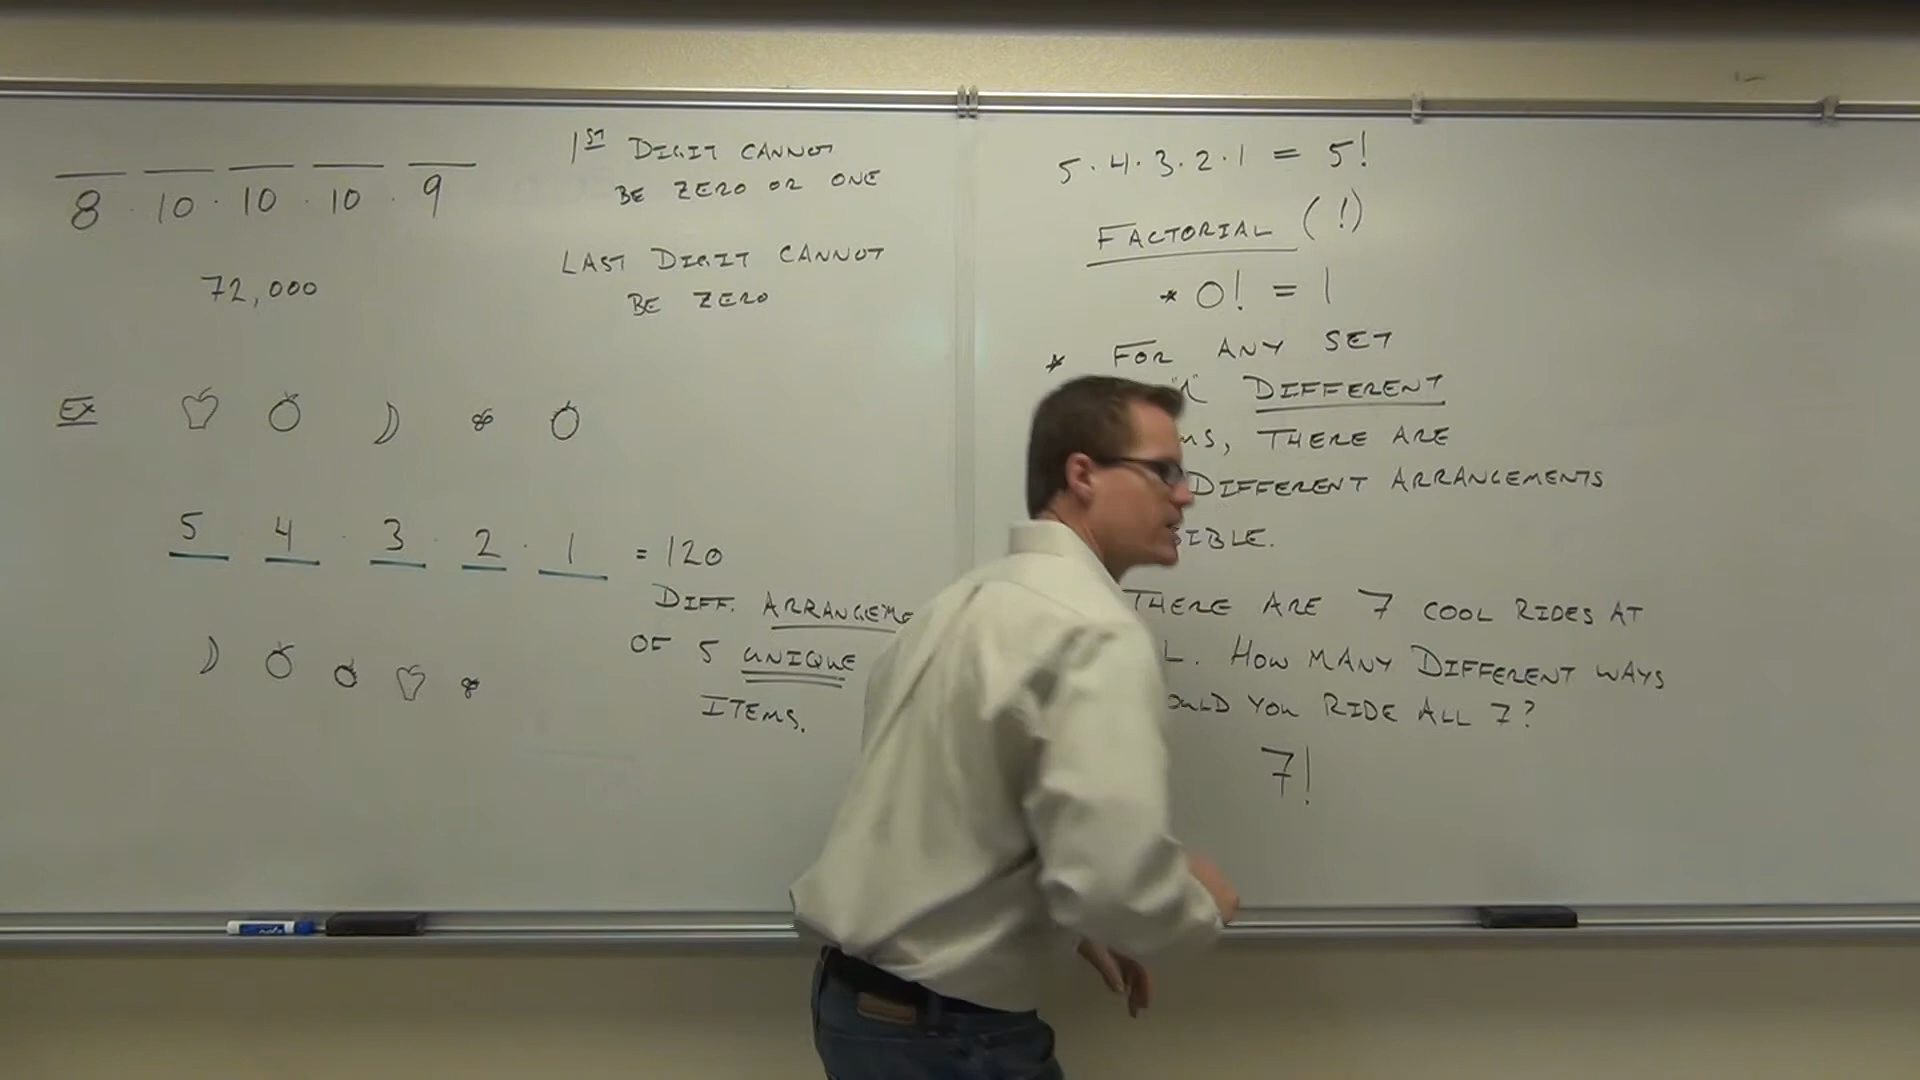 8 · 10 · 10 · 10 · 9
72,000
1ST DIGIT CANNOT
BE ZERO OR ONE
LAST DIGIT CANNOT
BE ZERO
EX
5 · 4 · 3 · 2 · 1 = 120
DIFF. ARRANGEME
OF 5 UNIQUE
ITEMS.
5 · 4 · 3 · 2 · 1 = 5!
FACTORIAL (!)
* 0! = 1
* FOR ANY SET
DIFFERENT
MS, THERE ARE
DIFFERENT ARRANGEMENTS
SIBLE.
THERE ARE 7 COOL RIDES AT
L. HOW MANY DIFFERENT WAYS
OULD YOU RIDE ALL 7?
7!